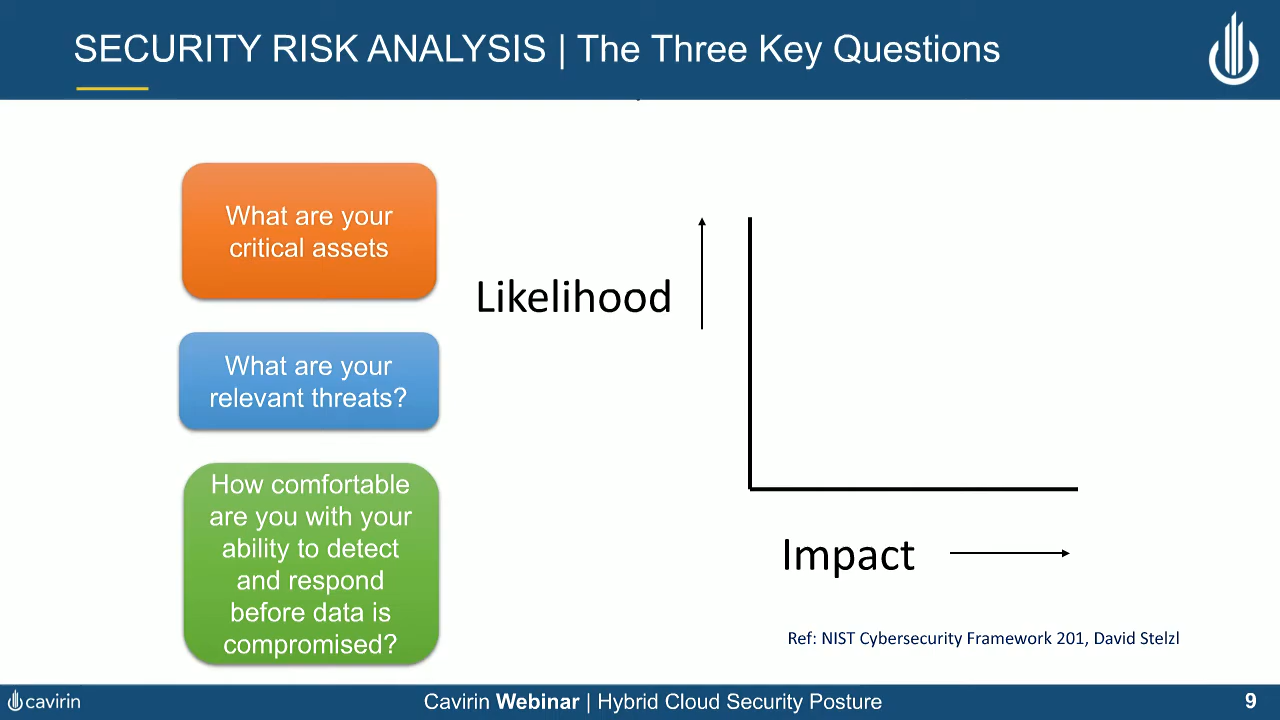 SECURITY RISK ANALYSIS | The Three Key Questions
What are your
critical assets
What are your
relevant threats?
How comfortable
are you with your
ability to detect
and respond
before data is
compromised?
Likelihood
Impact
Ref: NIST Cybersecurity Framework 201, David Stelzl
cavirin
Cavirin Webinar | Hybrid Cloud Security Posture
9